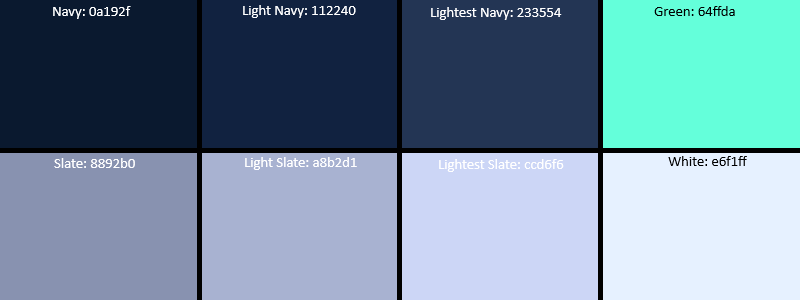 Navy: 0a192f
Light Navy: 112240
Lightest Navy: 233554
Green: 64ffda
Slate: 8892b0
Light Slate: a8b2d1
Lightest Slate: ccd6f6
White: e6f1ff